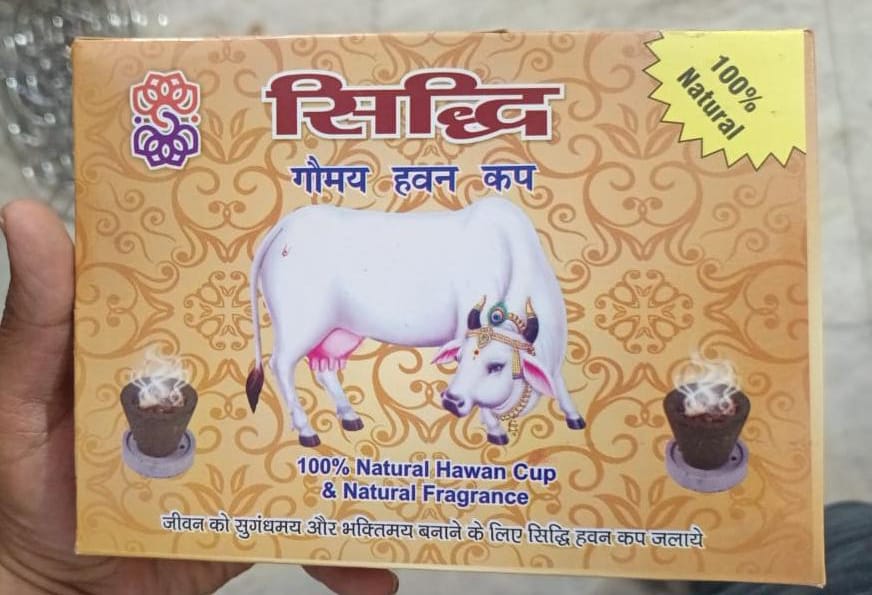 सिद्धि
100%
Natural
गौमय हवन कप
100% Natural Hawan Cup
& Natural Fragrance
जीवन को सुगंधमय और भक्तिमय बनाने के लिए सिद्धि हवन कप जलाये